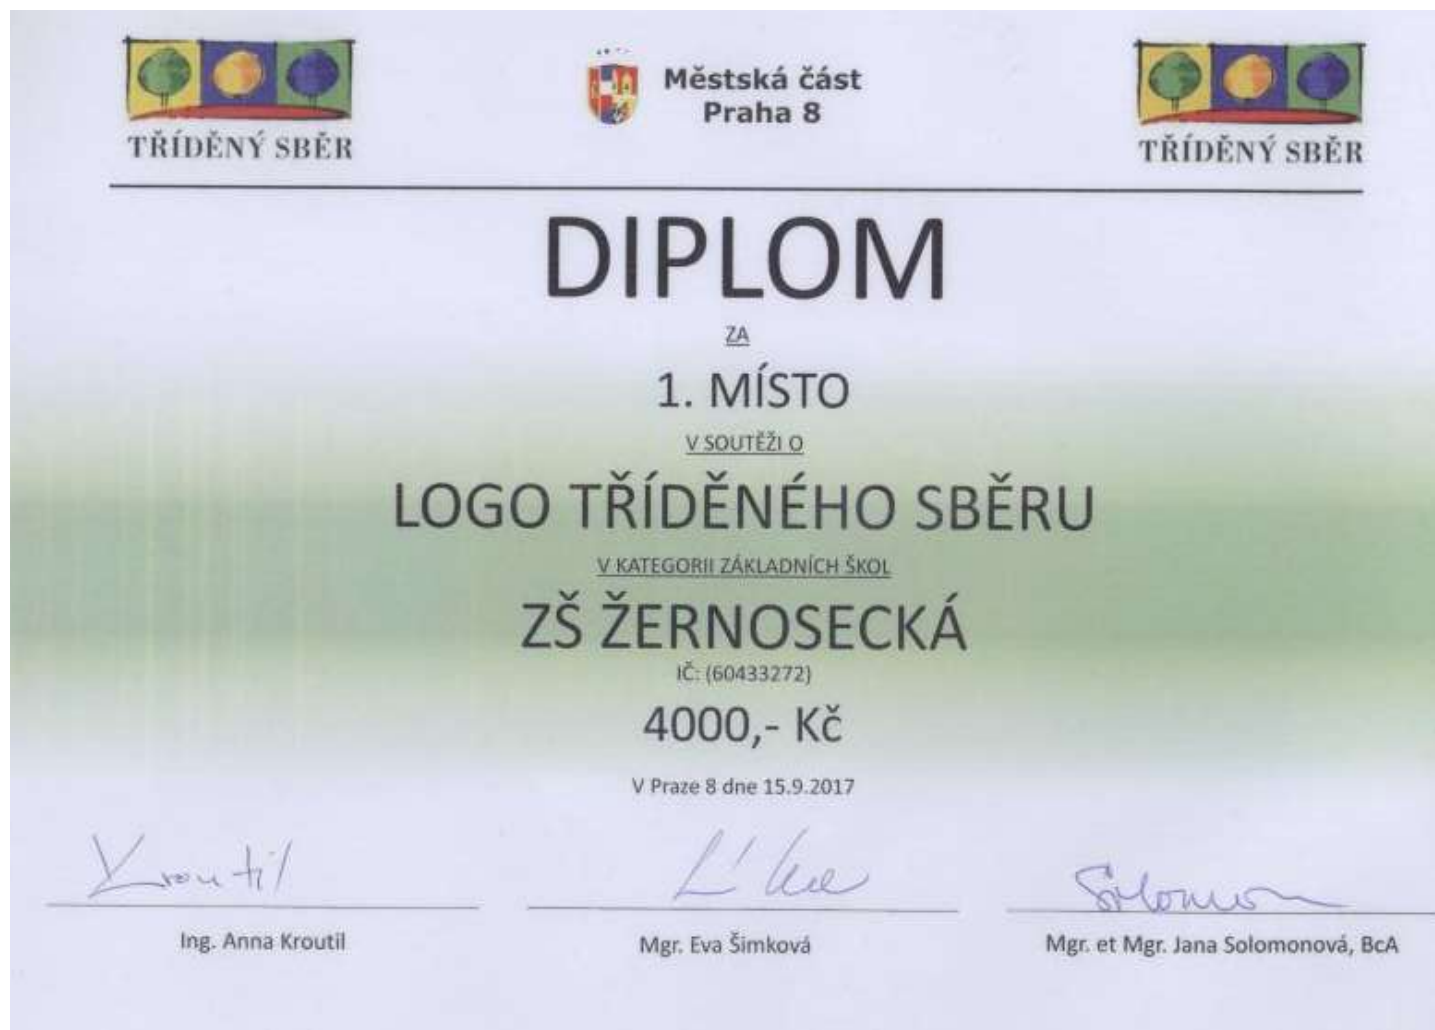 TŘÍDĚNÝ SBĚR
Městská část
Praha 8
TŘÍDĚNÝ SBĚR
DIPLOM
ZA
1. MÍSTO
V SOUTĚŽI O
LOGO TŘÍDĚNÉHO SBĚRU
V KATEGORII ZÁKLADNÍCH ŠKOL
ZŠ ŽERNOSECKÁ
IČ: (60433272)
4000,- Kč
V Praze 8 dne 15.9.2017
Kroutil
Ing. Anna Kroutil
Mgr. Eva Šimková
Mgr. et Mgr. Jana Solomonová, BcA